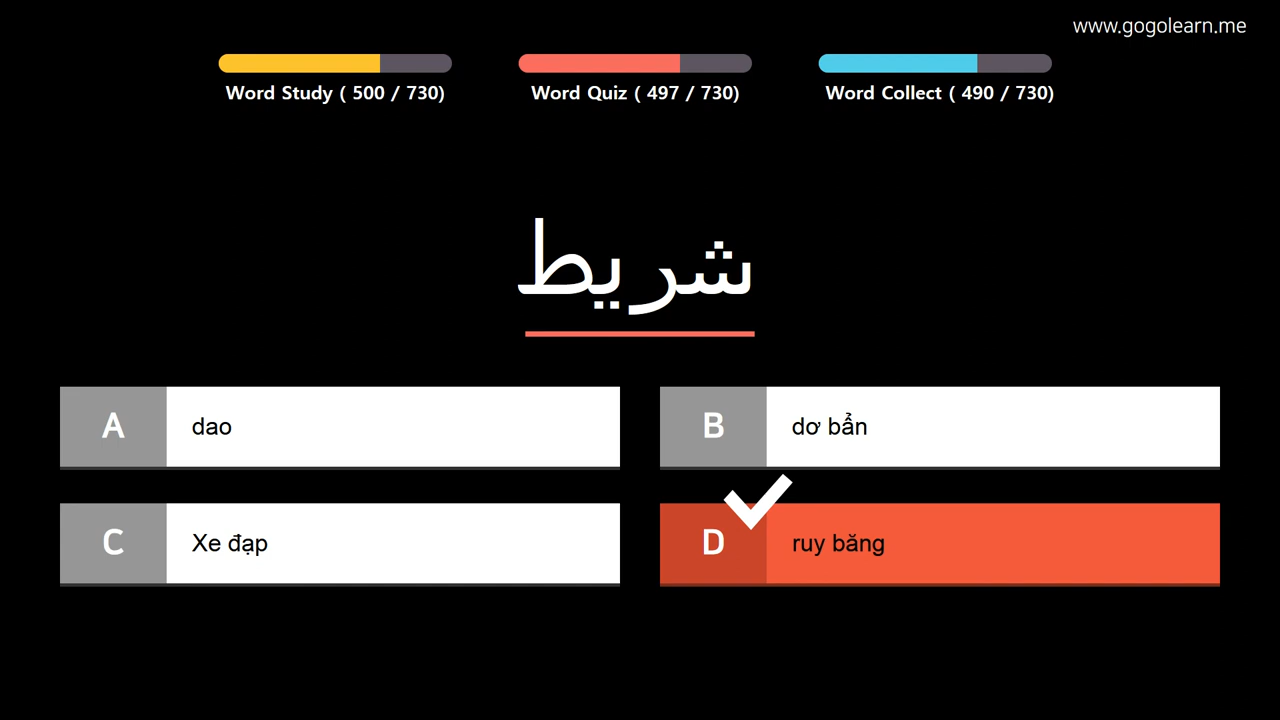 www.gogolearn.me
Word Study ( 500 / 730)
Word Quiz ( 497 / 730)
Word Collect ( 490 / 730)
شريط
A
dao
B
dơ bẩn
C
Xe đạp
D
ruy băng